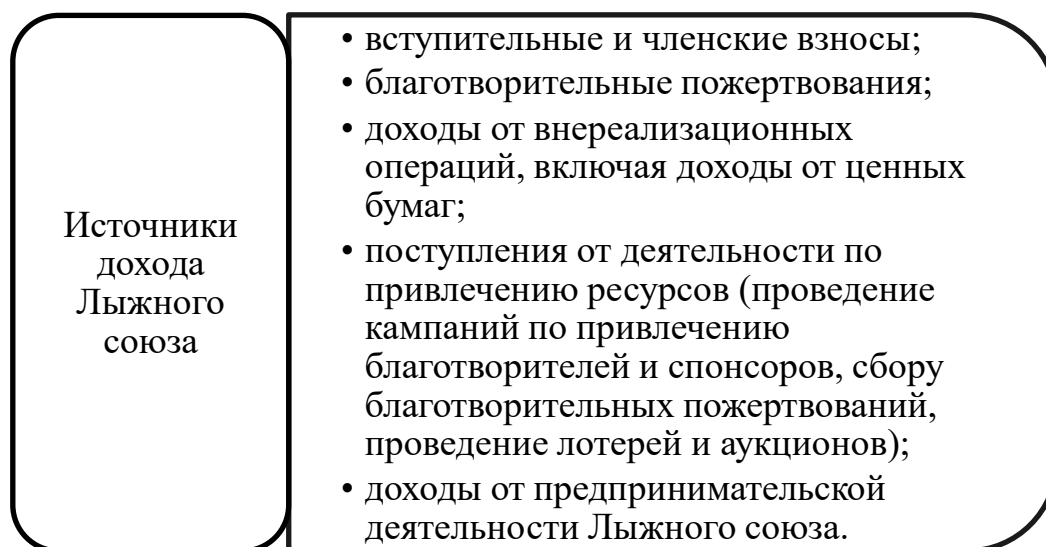 Источники
дохода
Лыжного
союза
• вступительные и членские взносы;
• благотворительные пожертвования;
• доходы от внереализационных
операций, включая доходы от ценных
бумаг;
• поступления от деятельности по
привлечению ресурсов (проведение
кампаний по привлечению
благотворителей и спонсоров, сбору
благотворительных пожертвований,
проведение лотерей и аукционов);
• доходы от предпринимательской
деятельности Лыжного союза.